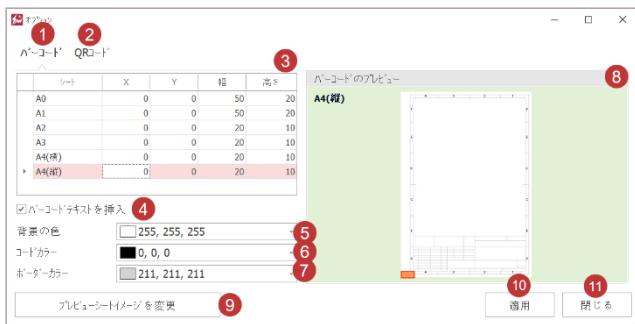 オプション
1 2
バーコード QRコード
3
シート X Y 幅 高さ
A0 0 0 50 20
A1 0 0 50 20
A2 0 0 20 10
A3 0 0 20 10
A4(横) 0 0 20 10
A4(縦) 0 0 20 10
バーコードのプレビュー 8
A4(縦)
バーコードテキストを挿入 4
背景の色 255, 255, 255 5
コードカラー 0, 0, 0 6
ボーダーカラー 211, 211, 211 7
プレビューシートイメージを変更 9
10 11
適用 閉じる